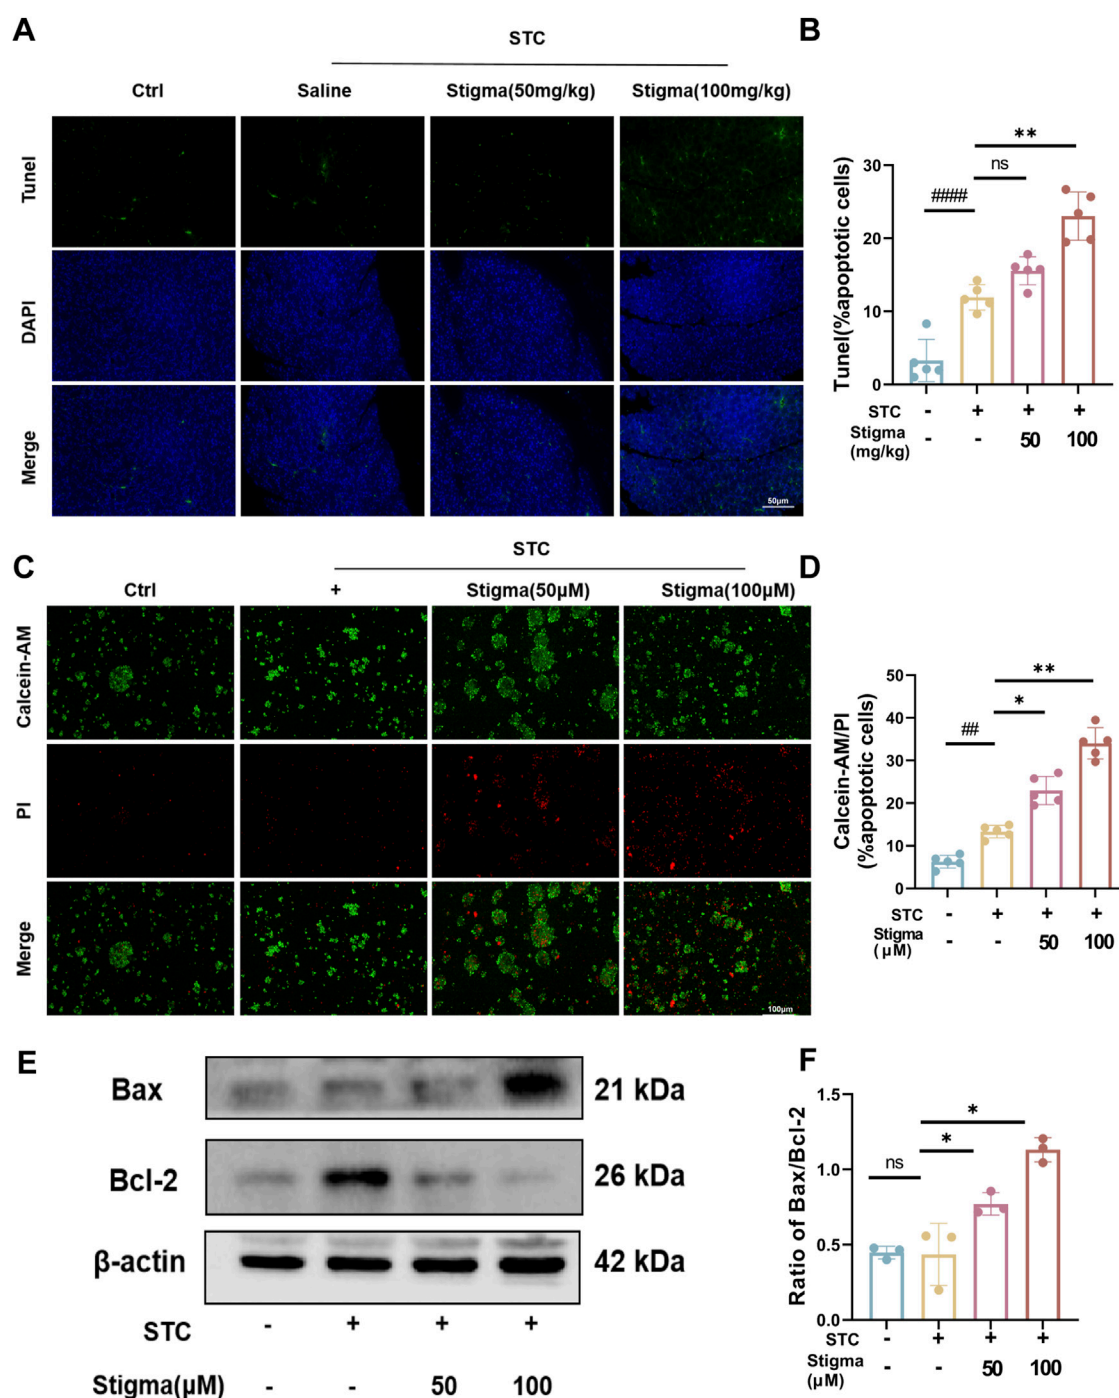 A
STC
Ctrl Saline Stigma(50mg/kg) Stigma(100mg/kg)
Tunel
DAPI
Merge
50μm
B
Tunel(%apoptotic cells)
30
20
10
0
####
ns
**
STC - + + +
Stigma - - 50 100
(mg/kg)
C
STC
Ctrl + Stigma(50μM) Stigma(100μM)
Calcein-AM
PI
Merge
100μm
D
Calcein-AM/PI
(%apoptotic cells)
50
40
30
20
10
0
##
*
**
STC - + + +
Stigma - - 50 100
( μM)
E
Bax 21 kDa
Bcl-2 26 kDa
β-actin 42 kDa
STC - + + +
Stigma(μM) - - 50 100
F
Ratio of Bax/Bcl-2
1.5
1.0
0.5
0.0
ns
*
*
STC - + + +
Stigma - - 50 100
(μM)